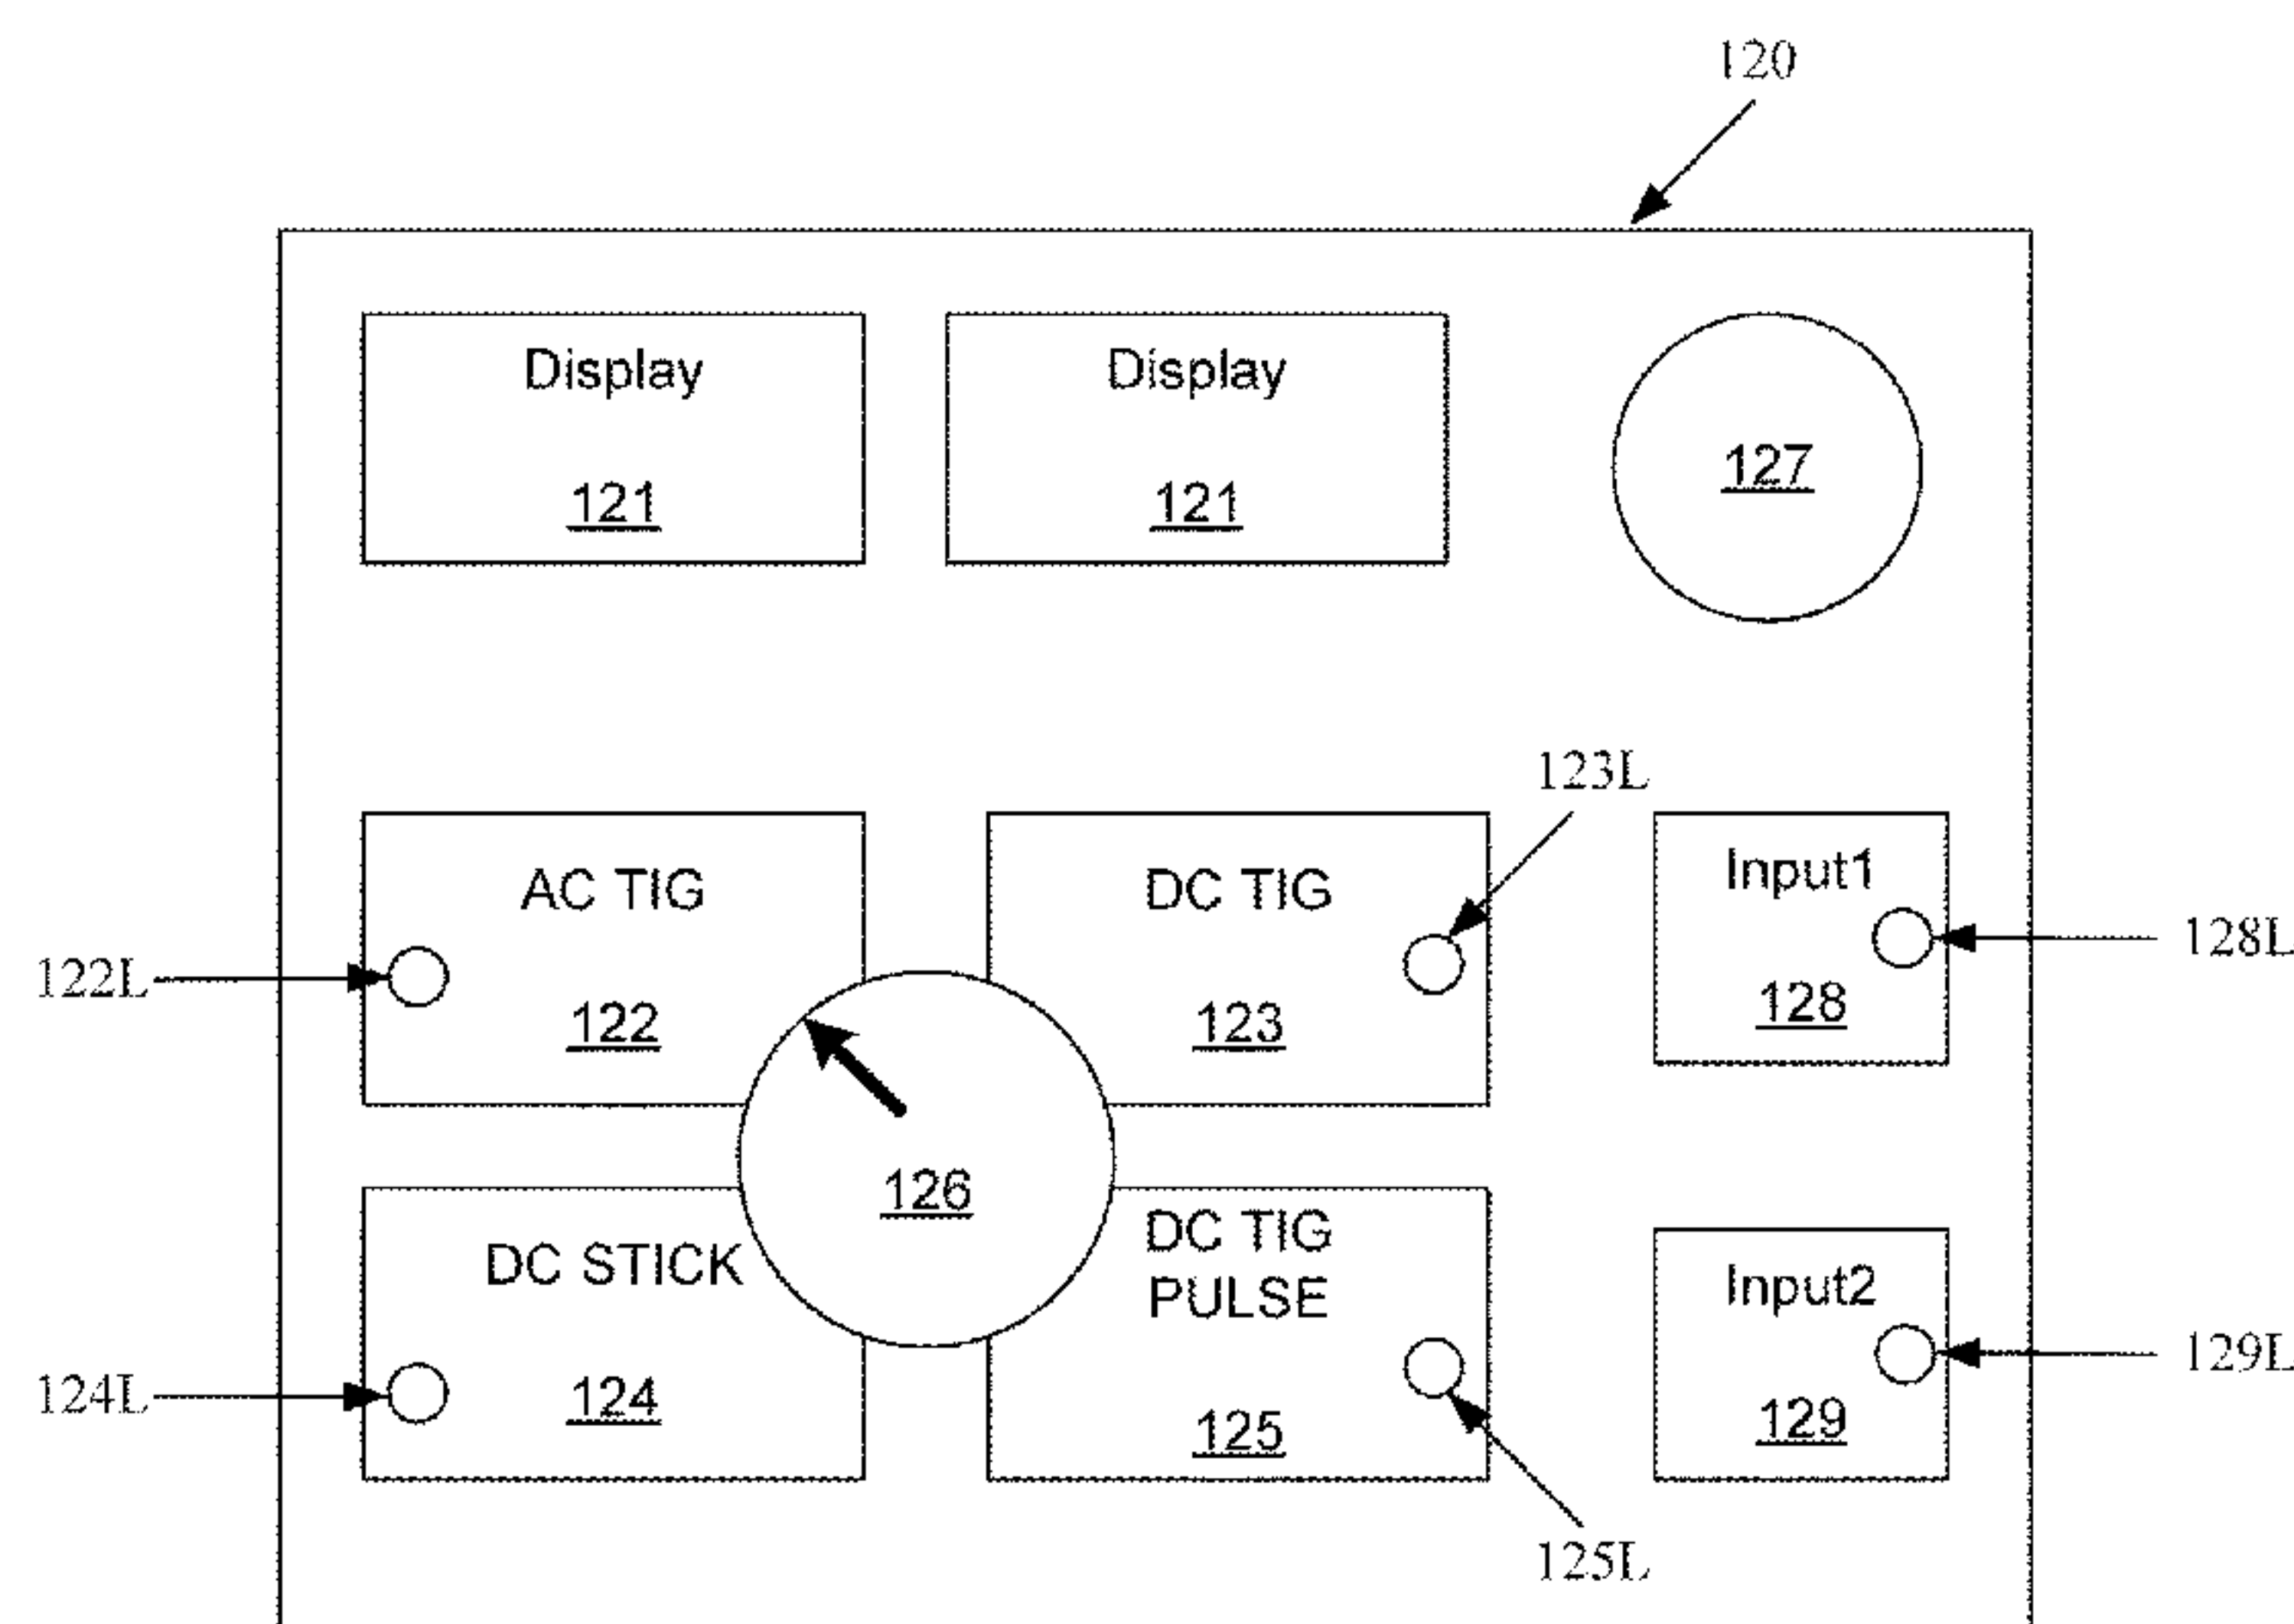 120
Display
121
Display
121
127
123L
AC TIG
122
122L
DC TIG
123
Input1
128
128L
126
DC STICK
124
124L
DC TIG
PULSE
125
125L
Input2
129
129L